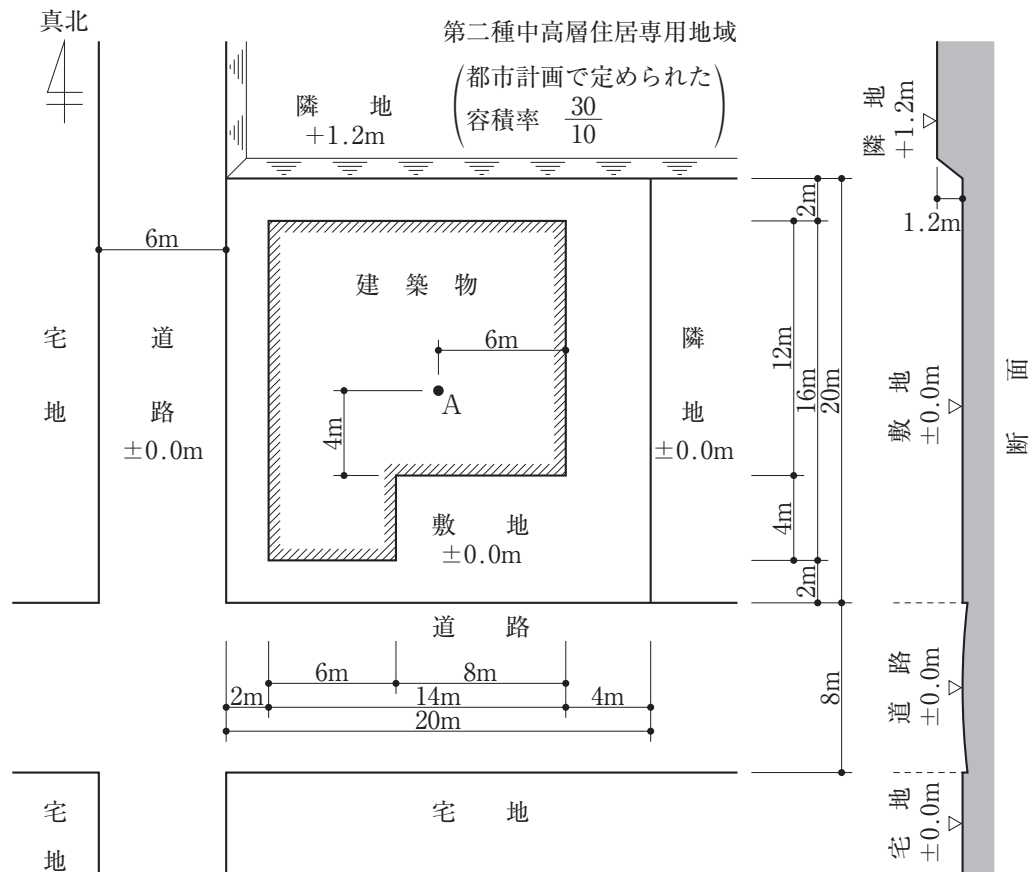 真北
第二種中高層住居専用地域
都市計画で定められた
容積率 30/10
隣 地
+1.2m
隣 地
+1.2m
1.2m
6m
2m
建 築 物
宅 地
道 路
±0.0m
6m
A
4m
隣 地
±0.0m
12m
16m
20m
敷 地
±0.0m
断 面
敷 地
±0.0m
4m
2m
道 路
6m
8m
2m
14m
4m
20m
8m
道 路
±0.0m
宅 地
宅 地
宅 地
±0.0m